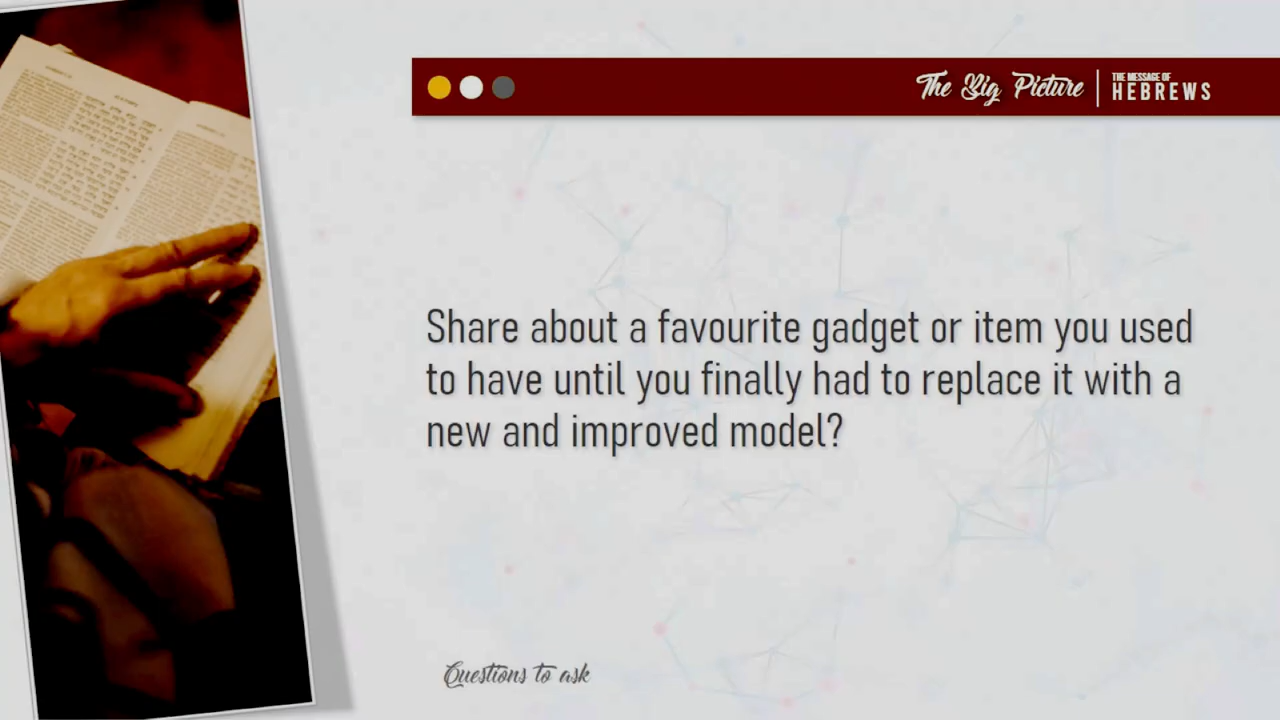 The Big Picture
THE MESSAGE OF
HEBREWS
Share about a favourite gadget or item you used
to have until you finally had to replace it with a
new and improved model?
Questions to ask